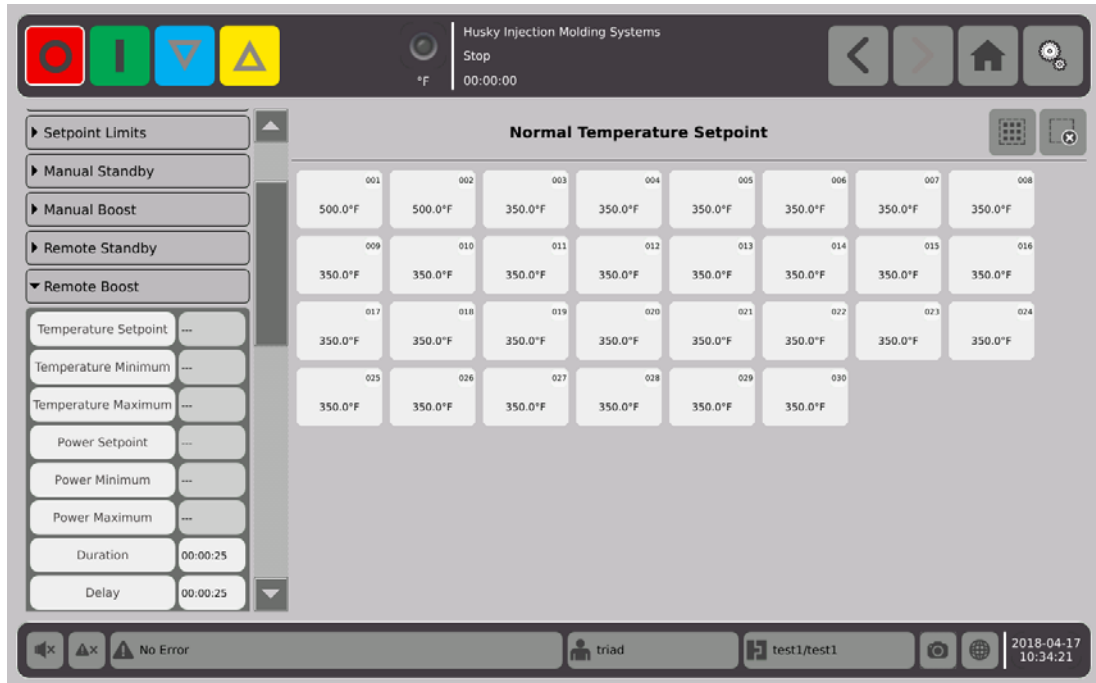 Husky Injection Molding Systems
Stop
°F 00:00:00
Setpoint Limits
Manual Standby
Manual Boost
Remote Standby
Remote Boost
Temperature Setpoint ---
Temperature Minimum ---
Temperature Maximum ---
Power Setpoint ---
Power Minimum ---
Power Maximum ---
Duration 00:00:25
Delay 00:00:25
Normal Temperature Setpoint
001 002 003 004 005 006 007 008
500.0°F 500.0°F 350.0°F 350.0°F 350.0°F 350.0°F 350.0°F 350.0°F
009 010 011 012 013 014 015 016
350.0°F 350.0°F 350.0°F 350.0°F 350.0°F 350.0°F 350.0°F 350.0°F
017 018 019 020 021 022 023 024
350.0°F 350.0°F 350.0°F 350.0°F 350.0°F 350.0°F 350.0°F 350.0°F
025 026 027 028 029 030
350.0°F 350.0°F 350.0°F 350.0°F 350.0°F 350.0°F
No Error triad test1/test1 2018-04-17
10:34:21